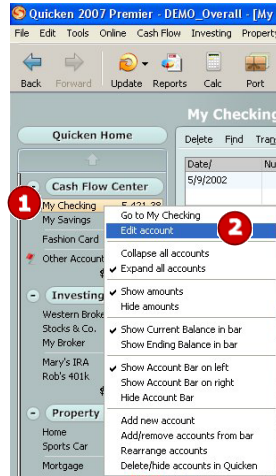 Quicken 2007 Premier - DEMO_Overall - [My
File Edit Tools Online Cash Flow Investing Property
Back Forward Update Reports Calc Port
My Checking
Quicken Home
Delete Find
Date/
5/9/2002
Cash Flow Center
1
My Checking 5,421.38
My Savings
Fashion Card
Other Account
Go to My Checking
Edit account
2
Collapse all accounts
Expand all accounts
Show amounts
Hide amounts
Show Current Balance in bar
Show Ending Balance in bar
Show Account Bar on left
Show Account Bar on right
Hide Account Bar
Add new account
Add/remove accounts from bar
Rearrange accounts
Delete/hide accounts in Quicken
Investing
Western Broke
Stocks & Co.
My Broker
Mary's IRA
Rob's 401k
Property
Home
Sports Car
Mortgage